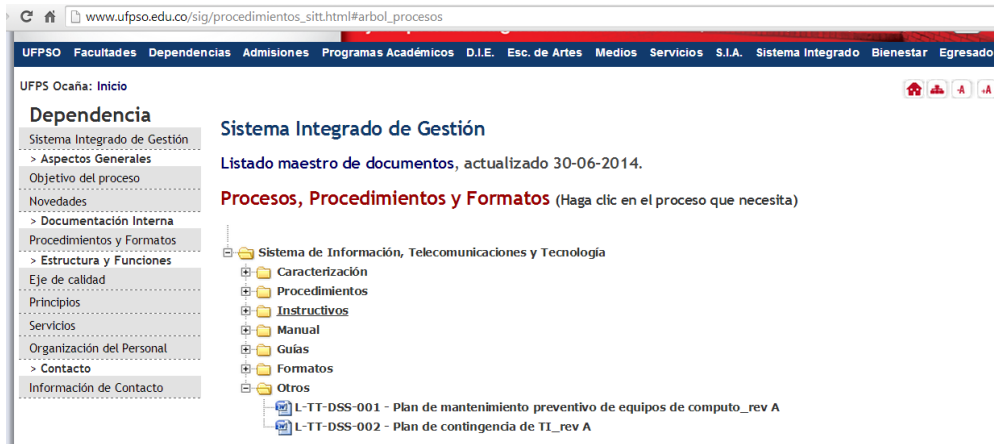 www.ufpso.edu.co/sig/procedimientos_sitt.html#arbol_procesos
UFPSO Facultades Dependencias Admisiones Programas Académicos D.I.E. Esc. de Artes Medios Servicios S.I.A. Sistema Integrado Bienestar Egresado
UFPS Ocaña: Inicio
-A +A
Dependencia
Sistema Integrado de Gestión
> Aspectos Generales
Objetivo del proceso
Novedades
> Documentación Interna
Procedimientos y Formatos
> Estructura y Funciones
Eje de calidad
Principios
Servicios
Organización del Personal
> Contacto
Información de Contacto
Sistema Integrado de Gestión
Listado maestro de documentos, actualizado 30-06-2014.
Procesos, Procedimientos y Formatos (Haga clic en el proceso que necesita)
Sistema de Información, Telecomunicaciones y Tecnología
Caracterización
Procedimientos
Instructivos
Manual
Guías
Formatos
Otros
L-TT-DSS-001 - Plan de mantenimiento preventivo de equipos de computo_rev A
L-TT-DSS-002 - Plan de contingencia de TI_rev A